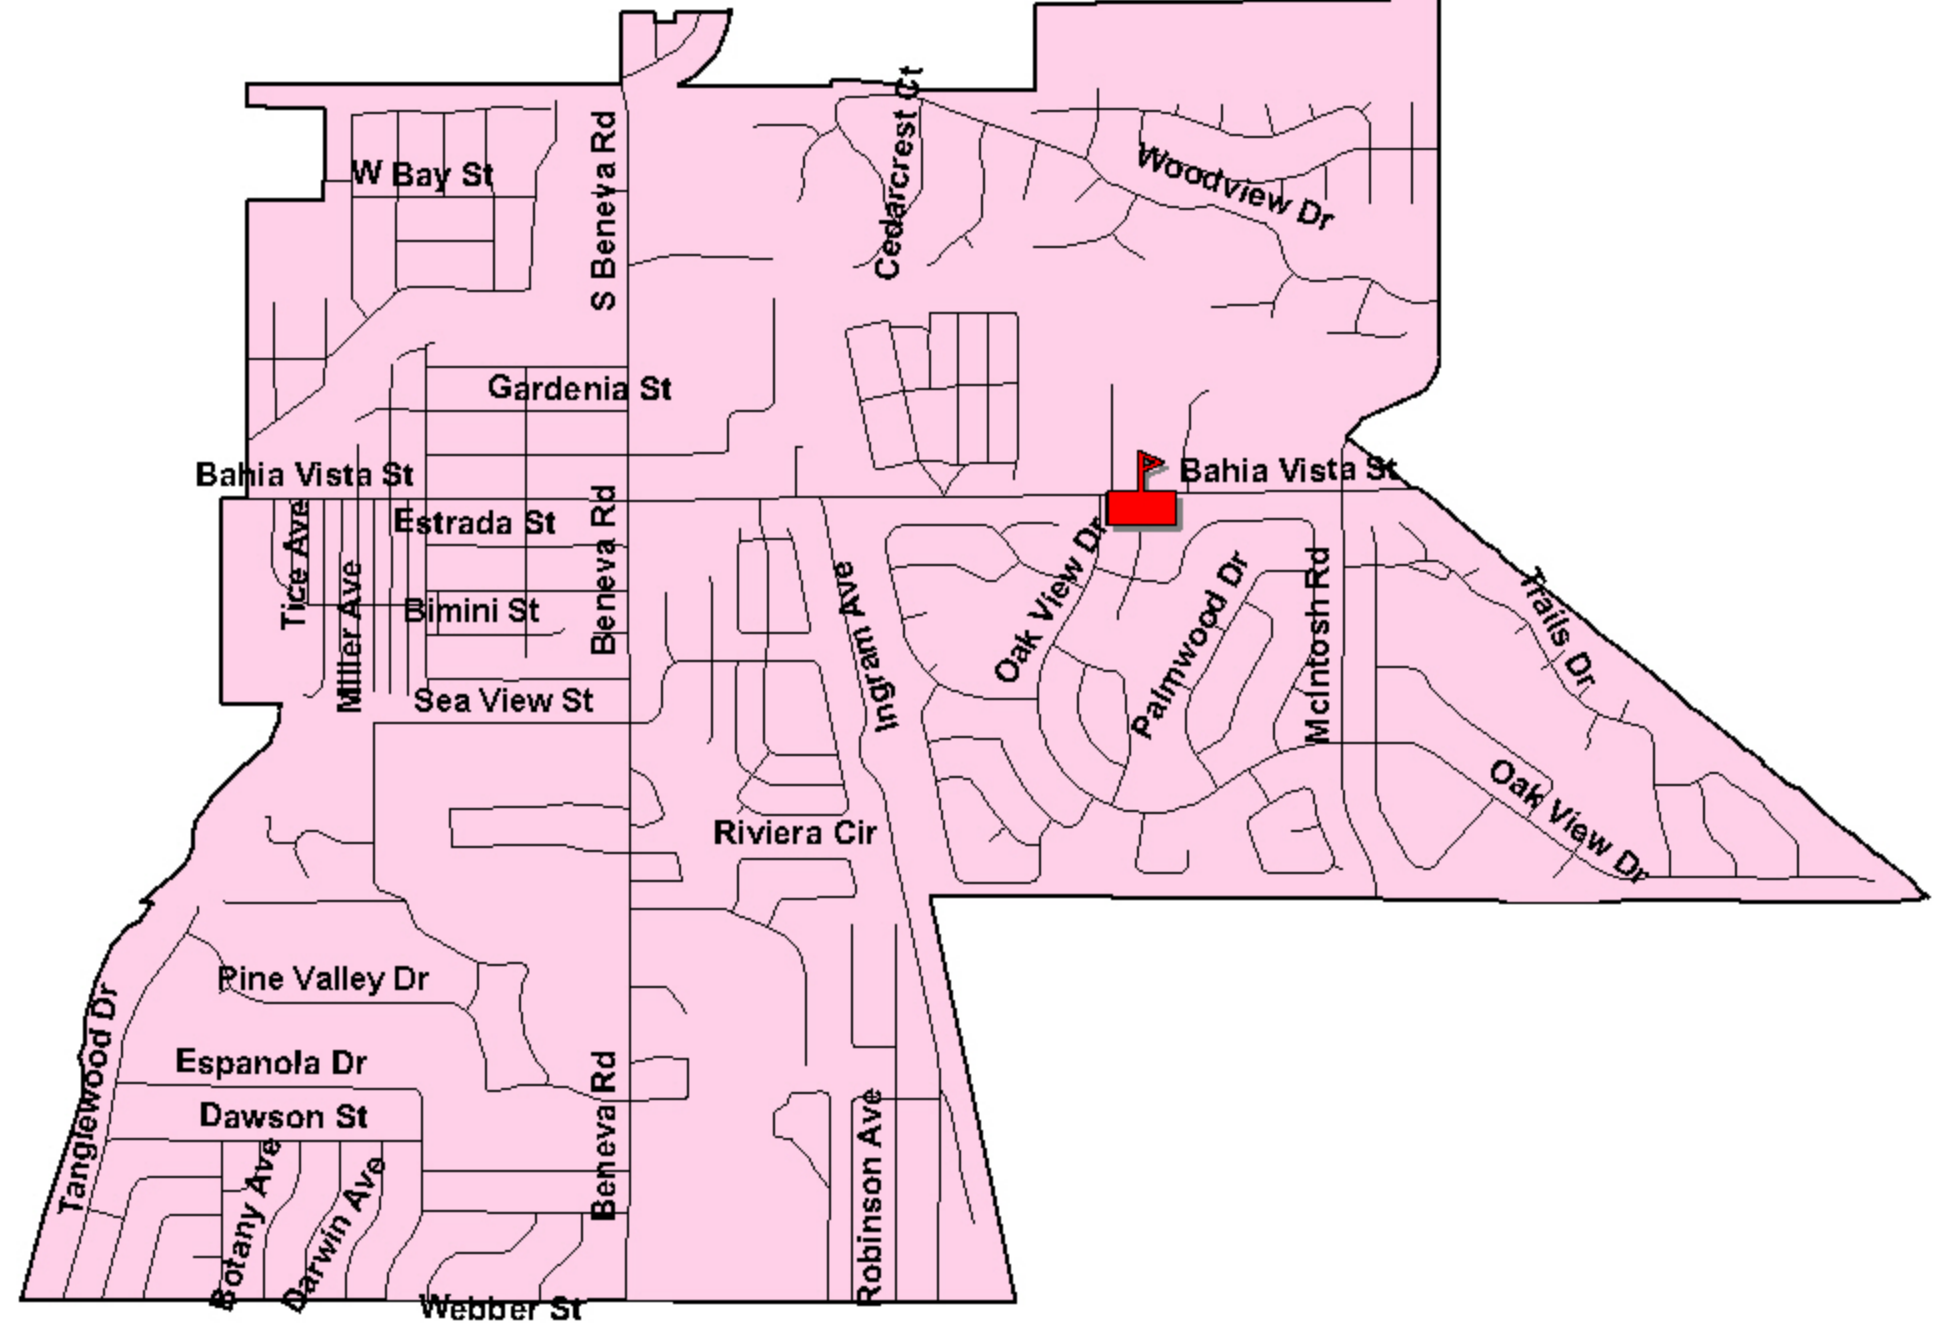 Cedarcrest Ct
Woodview Dr
W Bay St
S Beneva Rd
Gardenia St
Bahia Vista St
Bahia Vista St
Estrada St
Tice Ave
Miller Ave
Bimini St
Beneva Rd
Sea View St
Ingram Ave
Oak View Dr
Palmwood Dr
McIntosh Rd
Trails Dr
Oak View Dr
Riviera Cir
Pine Valley Dr
Tanglewood Dr
Espanola Dr
Dawson St
Botany Ave
Darwin Ave
Beneva Rd
Robinson Ave
Webber St